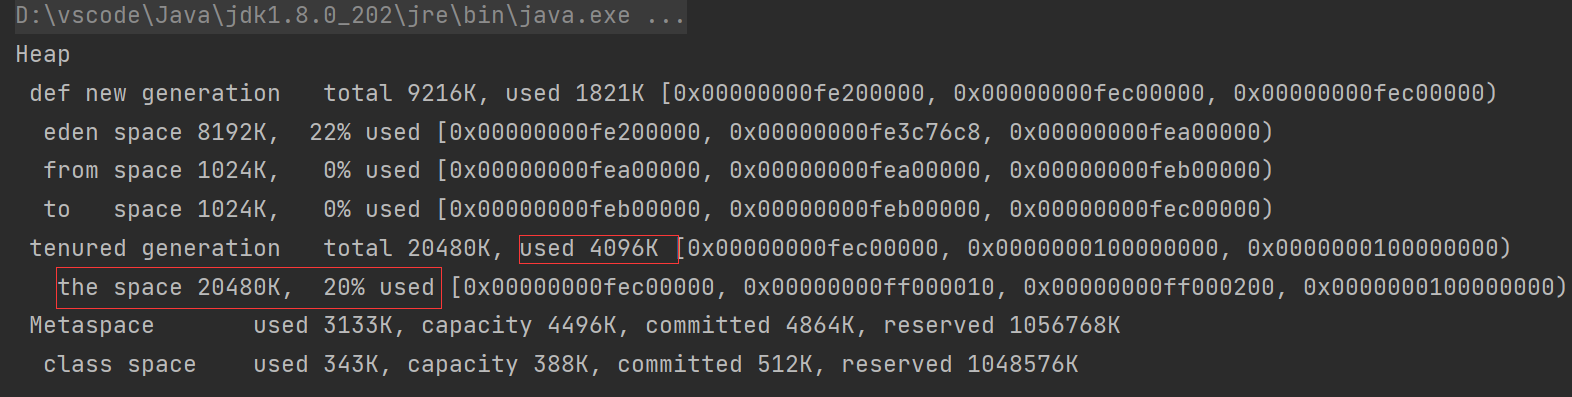 D:\vscode\Java\jdk1.8.0_202\jre\bin\java.exe ...
Heap
 def new generation   total 9216K, used 1821K [0x00000000fe200000, 0x00000000fec00000, 0x00000000fec00000)
  eden space 8192K,  22% used [0x00000000fe200000, 0x00000000fe3c76c8, 0x00000000fea00000)
  from space 1024K,   0% used [0x00000000fea00000, 0x00000000fea00000, 0x00000000feb00000)
  to   space 1024K,   0% used [0x00000000feb00000, 0x00000000feb00000, 0x00000000fec00000)
 tenured generation   total 20480K, used 4096K [0x00000000fec00000, 0x0000000100000000, 0x0000000100000000)
   the space 20480K,  20% used [0x00000000fec00000, 0x00000000ff000010, 0x00000000ff000200, 0x0000000100000000)
 Metaspace       used 3133K, capacity 4496K, committed 4864K, reserved 1056768K
  class space    used 343K, capacity 388K, committed 512K, reserved 1048576K